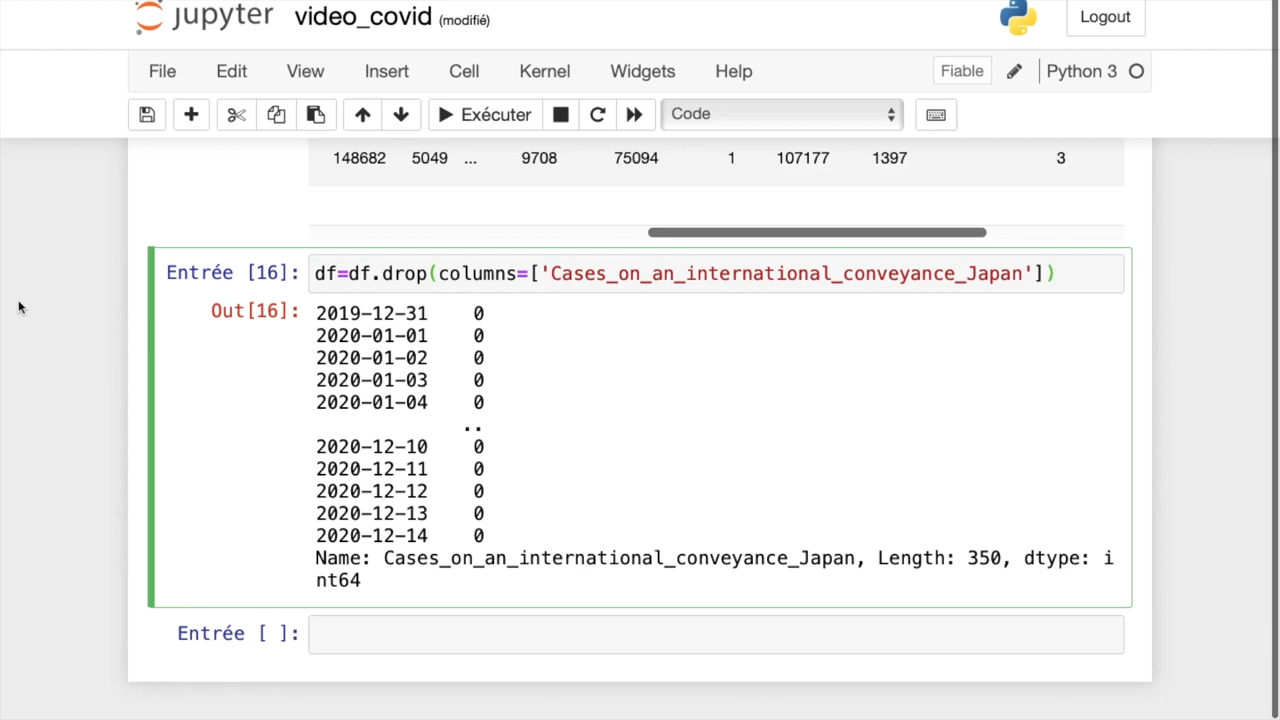 jupyter video_covid (modifié) Logout
File Edit View Insert Cell Kernel Widgets Help Fiable Python 3
Exécuter Code
148682 5049 ... 9708 75094 1 107177 1397 3
Entrée [16]: df=df.drop(columns=['Cases_on_an_international_conveyance_Japan'])
Out[16]: 2019-12-31 0
2020-01-01 0
2020-01-02 0
2020-01-03 0
2020-01-04 0
..
2020-12-10 0
2020-12-11 0
2020-12-12 0
2020-12-13 0
2020-12-14 0
Name: Cases_on_an_international_conveyance_Japan, Length: 350, dtype: i
nt64
Entrée [ ]: